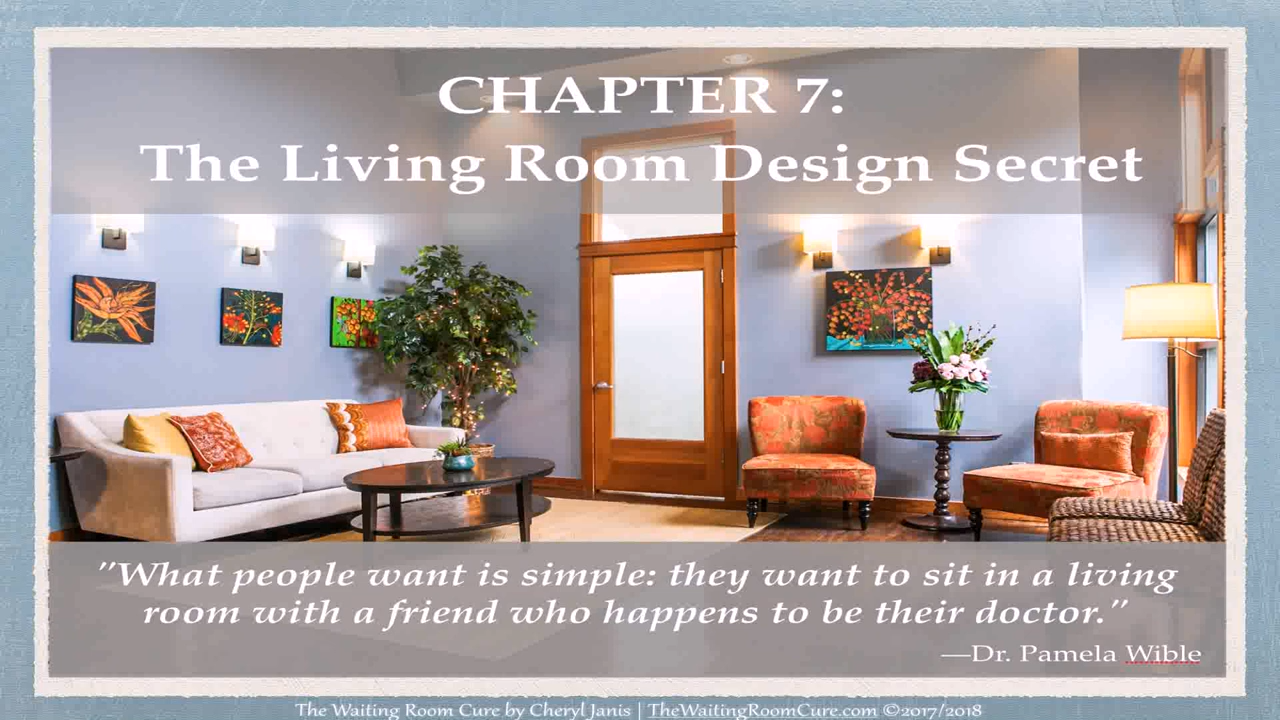 CHAPTER 7:
The Living Room Design Secret
"What people want is simple: they want to sit in a living
room with a friend who happens to be their doctor."
—Dr. Pamela Wible
The Waiting Room Cure by Cheryl Janis | TheWaitingRoomCure.com ©2017/2018